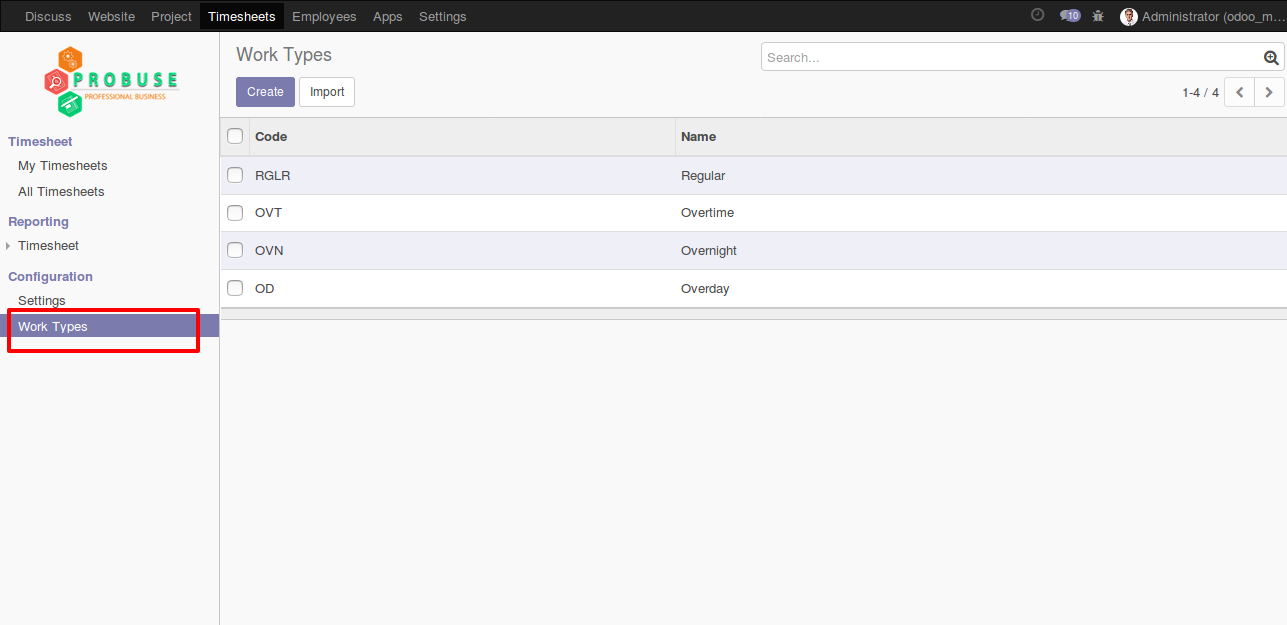 Discuss Website Project Timesheets Employees Apps Settings 10 Administrator (odoo_m...
PROBUSE
PROFESSIONAL BUSINESS
Timesheet
My Timesheets
All Timesheets
Reporting
Timesheet
Configuration
Settings
Work Types
Work Types
Search...
Create Import
1-4 / 4
Code Name
RGLR Regular
OVT Overtime
OVN Overnight
OD Overday